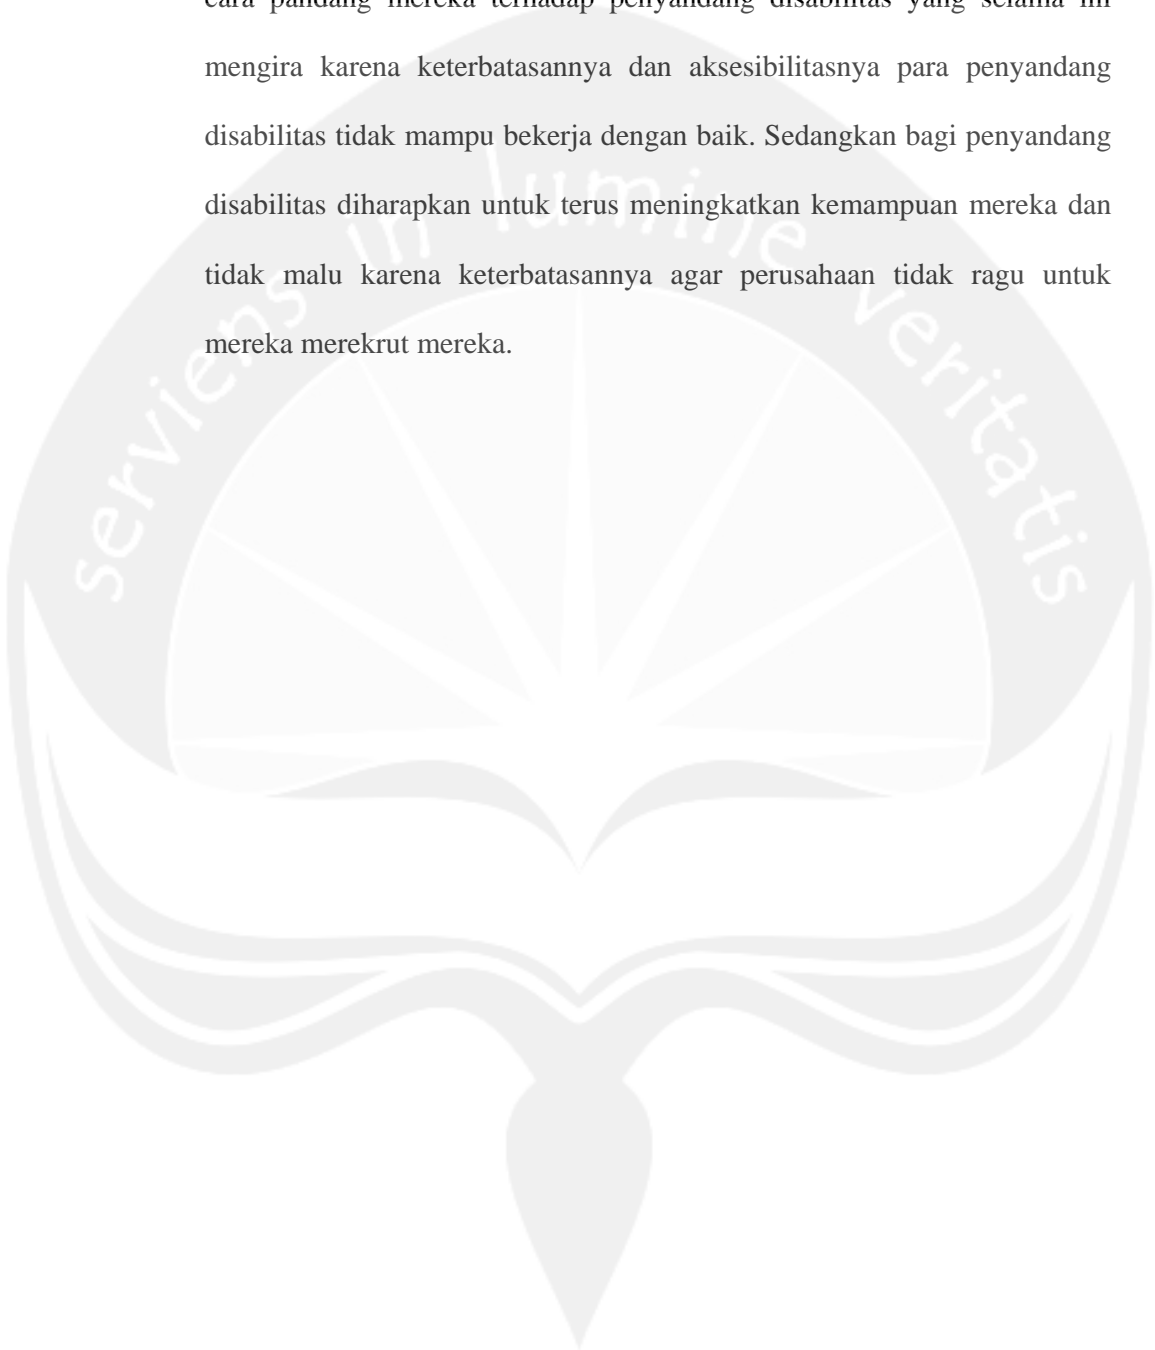 cara pandang mereka terhadap penyandang disabilitas yang selama ini
mengira karena keterbatasannya dan aksesibilitasnya para penyandang
disabilitas tidak mampu bekerja dengan baik. Sedangkan bagi penyandang
disabilitas diharapkan untuk terus meningkatkan kemampuan mereka dan
tidak malu karena keterbatasannya agar perusahaan tidak ragu untuk
mereka merekrut mereka.
serviens in lumine veritatis